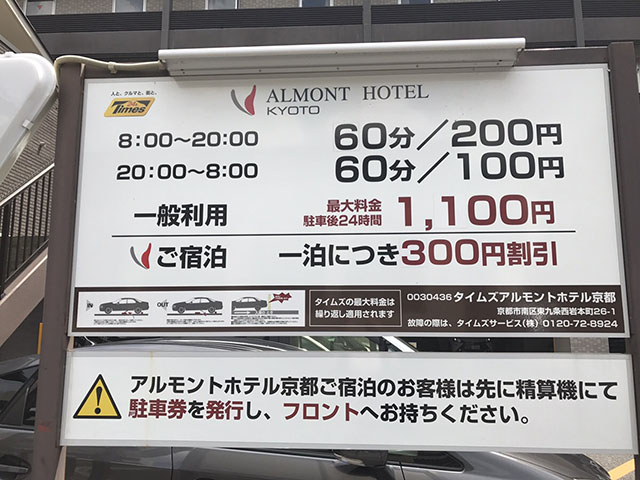 人と、クルマと、街と。
Times
ALMONT HOTEL
KYOTO
8:00～20:00 60分／200円
20:00～8:00 60分／100円
一般利用 最大料金 駐車後24時間 1,100円
ご宿泊 一泊につき300円割引
IN OUT
タイムズの最大料金は
繰り返し適用されます
0030436 タイムズアルモントホテル京都
京都市南区東九条西岩本町26-1
故障の際は、タイムズサービス(株) 0120-72-8924
アルモントホテル京都ご宿泊のお客様は先に精算機にて
駐車券を発行し、フロントへお持ちください。